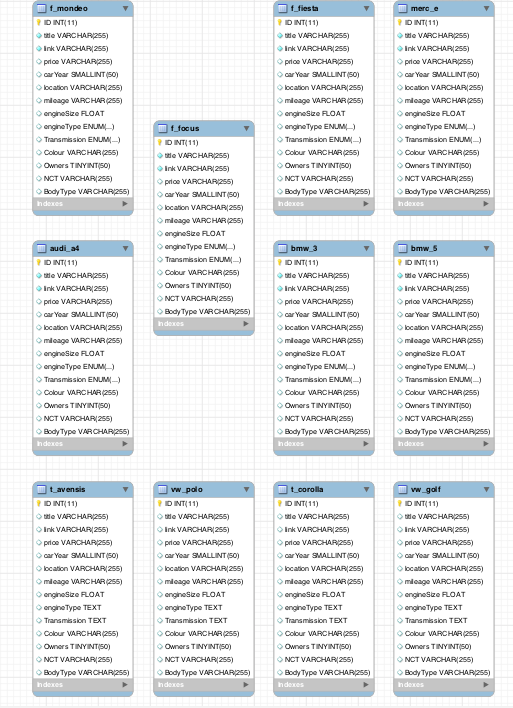 f_mondeo
ID INT(11)
title VARCHAR(255)
link VARCHAR(255)
price VARCHAR(255)
carYear SMALLINT(50)
location VARCHAR(255)
mileage VARCHAR(255)
engineSize FLOAT
engineType ENUM(...)
Transmission ENUM(...)
Colour VARCHAR(255)
Owners TINYINT(50)
NCT VARCHAR(255)
BodyType VARCHAR(255)
Indexes
f_focus
ID INT(11)
title VARCHAR(255)
link VARCHAR(255)
price VARCHAR(255)
carYear SMALLINT(50)
location VARCHAR(255)
mileage VARCHAR(255)
engineSize FLOAT
engineType ENUM(...)
Transmission ENUM(...)
Colour VARCHAR(255)
Owners TINYINT(50)
NCT VARCHAR(255)
BodyType VARCHAR(255)
Indexes
f_fiesta
ID INT(11)
title VARCHAR(255)
link VARCHAR(255)
price VARCHAR(255)
carYear SMALLINT(50)
location VARCHAR(255)
mileage VARCHAR(255)
engineSize FLOAT
engineType ENUM(...)
Transmission ENUM(...)
Colour VARCHAR(255)
Owners TINYINT(50)
NCT VARCHAR(255)
BodyType VARCHAR(255)
Indexes
merc_e
ID INT(11)
title VARCHAR(255)
link VARCHAR(255)
price VARCHAR(255)
carYear SMALLINT(50)
location VARCHAR(255)
mileage VARCHAR(255)
engineSize FLOAT
engineType ENUM(...)
Transmission ENUM(...)
Colour VARCHAR(255)
Owners TINYINT(50)
NCT VARCHAR(255)
BodyType VARCHAR(255)
Indexes
audi_a4
ID INT(11)
title VARCHAR(255)
link VARCHAR(255)
price VARCHAR(255)
carYear SMALLINT(50)
location VARCHAR(255)
mileage VARCHAR(255)
engineSize FLOAT
engineType ENUM(...)
Transmission ENUM(...)
Colour VARCHAR(255)
Owners TINYINT(50)
NCT VARCHAR(255)
BodyType VARCHAR(255)
Indexes
bmw_3
ID INT(11)
title VARCHAR(255)
link VARCHAR(255)
price VARCHAR(255)
carYear SMALLINT(50)
location VARCHAR(255)
mileage VARCHAR(255)
engineSize FLOAT
engineType ENUM(...)
Transmission ENUM(...)
Colour VARCHAR(255)
Owners TINYINT(50)
NCT VARCHAR(255)
BodyType VARCHAR(255)
Indexes
bmw_5
ID INT(11)
title VARCHAR(255)
link VARCHAR(255)
price VARCHAR(255)
carYear SMALLINT(50)
location VARCHAR(255)
mileage VARCHAR(255)
engineSize FLOAT
engineType ENUM(...)
Transmission ENUM(...)
Colour VARCHAR(255)
Owners TINYINT(50)
NCT VARCHAR(255)
BodyType VARCHAR(255)
Indexes
t_avensis
ID INT(11)
title VARCHAR(255)
link VARCHAR(255)
price VARCHAR(255)
carYear SMALLINT(50)
location VARCHAR(255)
mileage VARCHAR(255)
engineSize FLOAT
engineType TEXT
Transmission TEXT
Colour VARCHAR(255)
Owners TINYINT(50)
NCT VARCHAR(255)
BodyType VARCHAR(255)
Indexes
vw_polo
ID INT(11)
title VARCHAR(255)
link VARCHAR(255)
price VARCHAR(255)
carYear SMALLINT(50)
location VARCHAR(255)
mileage VARCHAR(255)
engineSize FLOAT
engineType TEXT
Transmission TEXT
Colour VARCHAR(255)
Owners TINYINT(50)
NCT VARCHAR(255)
BodyType VARCHAR(255)
Indexes
t_corolla
ID INT(11)
title VARCHAR(255)
link VARCHAR(255)
price VARCHAR(255)
carYear SMALLINT(50)
location VARCHAR(255)
mileage VARCHAR(255)
engineSize FLOAT
engineType TEXT
Transmission TEXT
Colour VARCHAR(255)
Owners TINYINT(50)
NCT VARCHAR(255)
BodyType VARCHAR(255)
Indexes
vw_golf
ID INT(11)
title VARCHAR(255)
link VARCHAR(255)
price VARCHAR(255)
carYear SMALLINT(50)
location VARCHAR(255)
mileage VARCHAR(255)
engineSize FLOAT
engineType TEXT
Transmission TEXT
Colour VARCHAR(255)
Owners TINYINT(50)
NCT VARCHAR(255)
BodyType VARCHAR(255)
Indexes